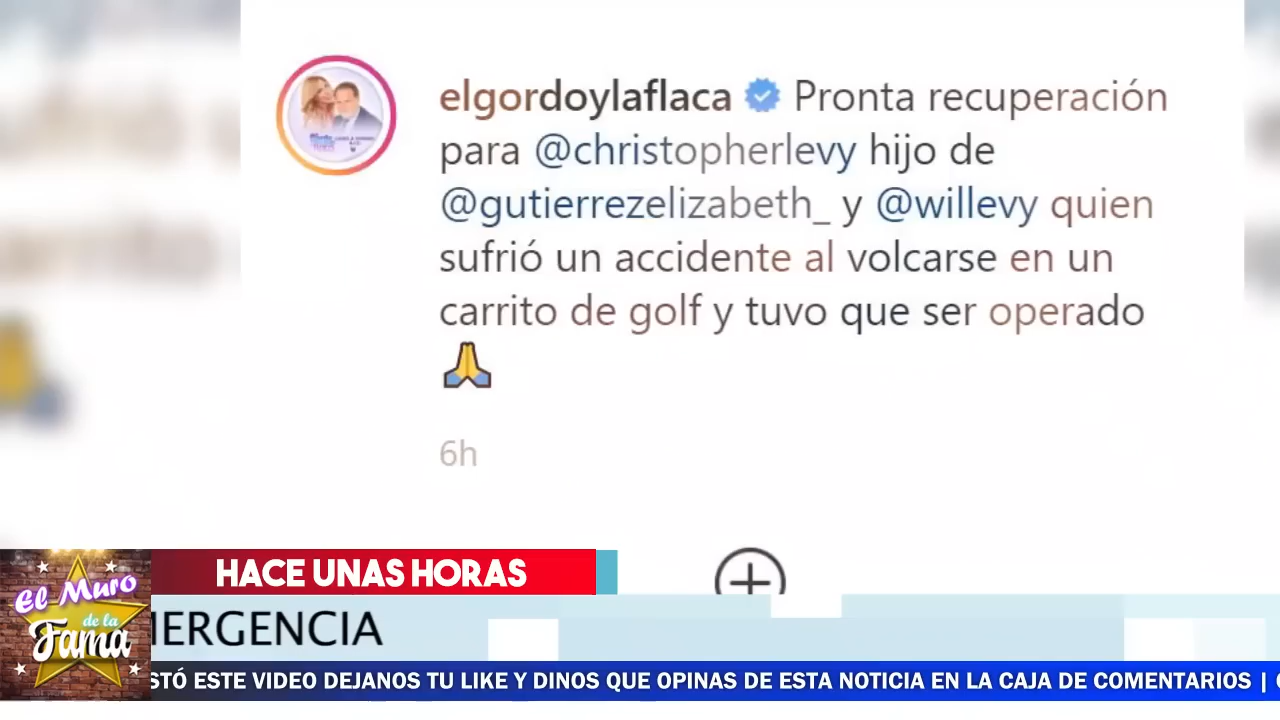 elgordoylaflaca Pronta recuperación
para @christopherlevy hijo de
@gutierrezelizabeth_ y @willevy quien
sufrió un accidente al volcarse en un
carrito de golf y tuvo que ser operado
6h
HACE UNAS HORAS
El Muro
de la
Fama
MERGENCIA
STÓ ESTE VIDEO DEJANOS TU LIKE Y DINOS QUE OPINAS DE ESTA NOTICIA EN LA CAJA DE COMENTARIOS |